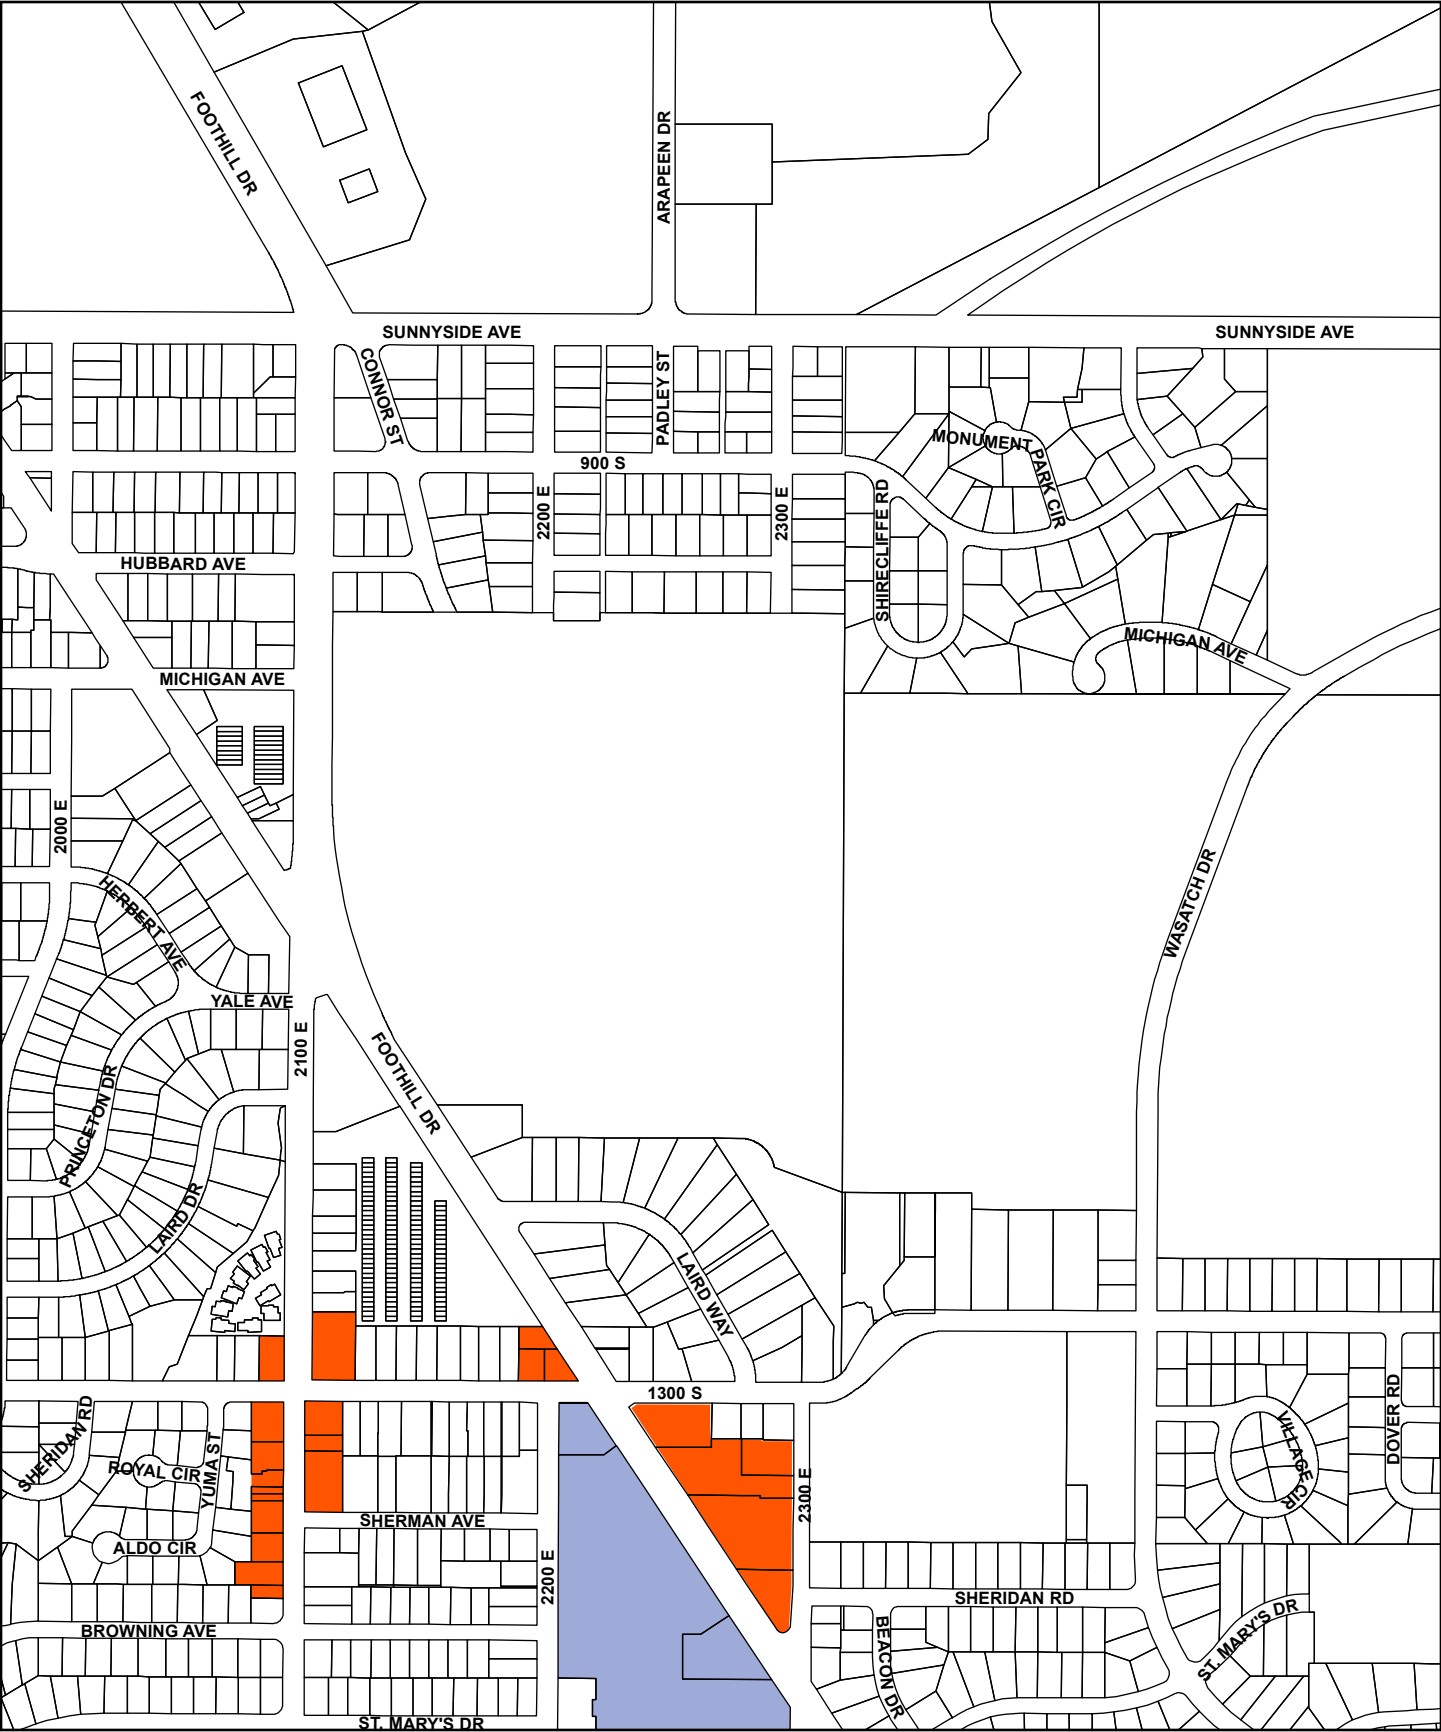 FOOTHILL DR
ARAPEEN DR
SUNNYSIDE AVE
SUNNYSIDE AVE
CONNOR ST
PADLEY ST
MONUMENT
PARK CIR
900 S
2200 E
2300 E
SHIRECLIFFE RD
HUBBARD AVE
MICHIGAN AVE
MICHIGAN AVE
2000 E
HERBERT AVE
WASATCH DR
YALE AVE
2100 E
FOOTHILL DR
PRINCETON DR
LAIRD DR
LAIRD WAY
1300 S
SHERIDAN RD
ROYAL CIR
YUMA ST
DOVER RD
VILLAGE CIR
2300 E
SHERMAN AVE
ALDO CIR
2200 E
SHERIDAN RD
BROWNING AVE
BEACON DR
ST. MARY'S DR
ST. MARY'S DR